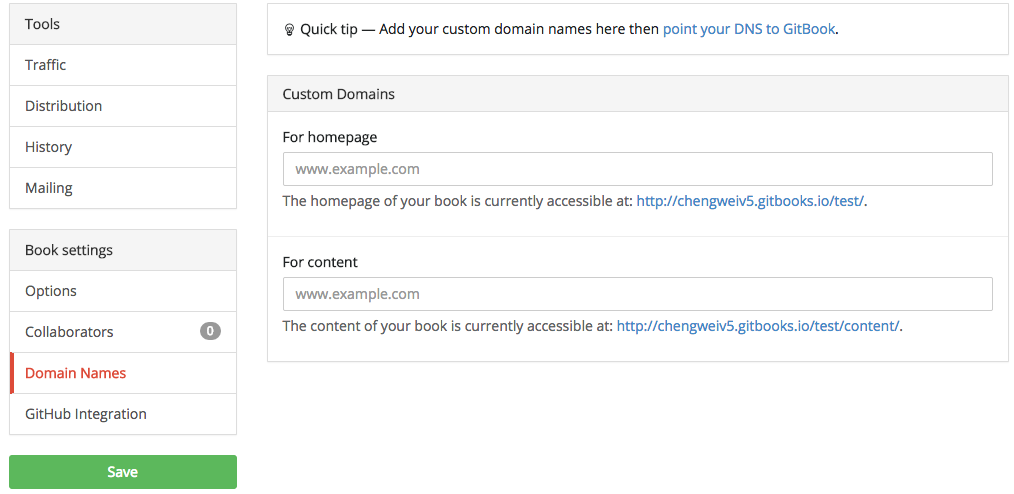 Tools
Traffic
Distribution
History
Mailing
Book settings
Options
Collaborators 0
Domain Names
GitHub Integration
Save
Quick tip — Add your custom domain names here then point your DNS to GitBook.
Custom Domains
For homepage
www.example.com
The homepage of your book is currently accessible at: http://chengweiv5.gitbooks.io/test/.
For content
www.example.com
The content of your book is currently accessible at: http://chengweiv5.gitbooks.io/test/content/.